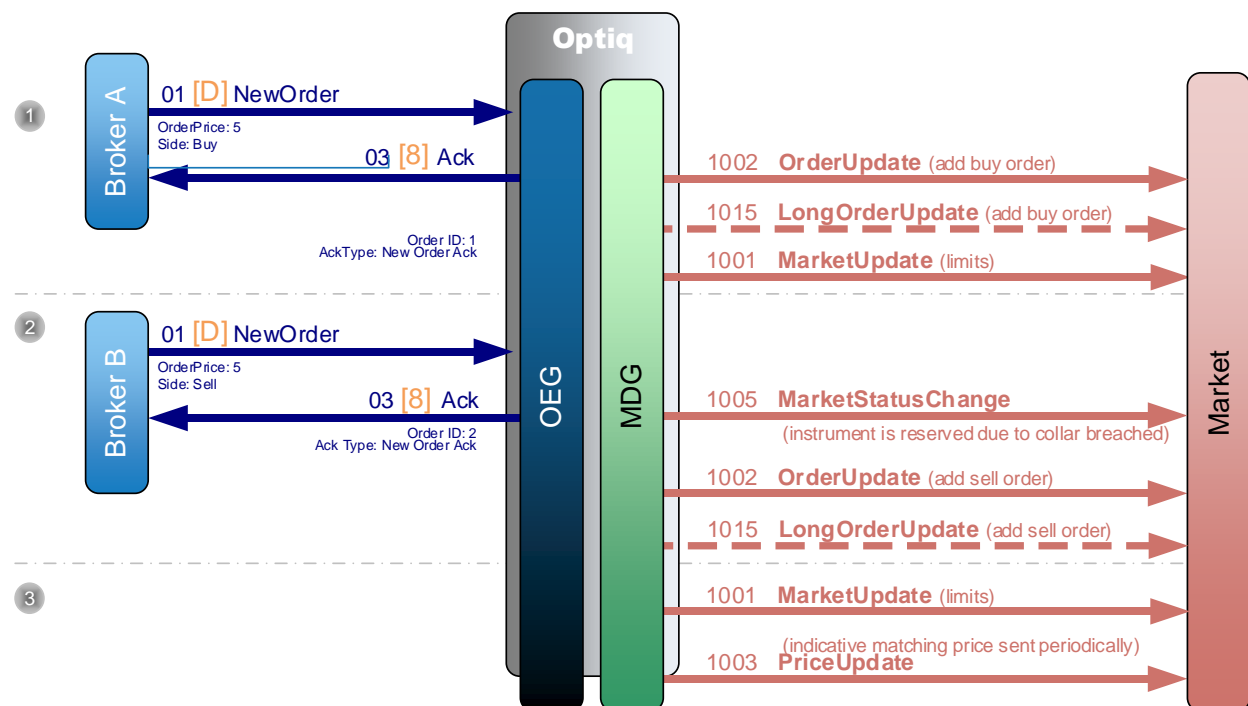 Optiq
1
Broker A
01 [D] NewOrder
OrderPrice: 5
Side: Buy
03 [8] Ack
Order ID: 1
AckType: New Order Ack
1002 OrderUpdate (add buy order)
1015 LongOrderUpdate (add buy order)
1001 MarketUpdate (limits)
2
Broker B
01 [D] NewOrder
OrderPrice: 5
Side: Sell
03 [8] Ack
Order ID: 2
Ack Type: New Order Ack
OEG
MDG
Market
1005 MarketStatusChange
(instrument is reserved due to collar breached)
1002 OrderUpdate (add sell order)
1015 LongOrderUpdate (add sell order)
3
1001 MarketUpdate (limits)
(indicative matching price sent periodically)
1003 PriceUpdate